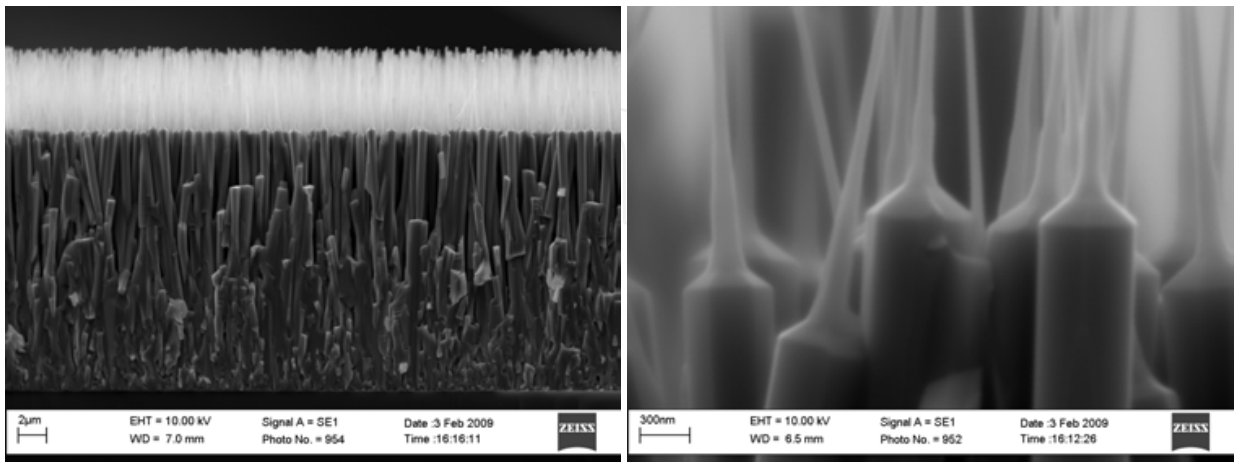 2µm
EHT = 10.00 kV Signal A = SE1 Date :3 Feb 2009
WD = 7.0 mm Photo No. = 954 Time :16:16:11
ZEISS
300nm
EHT = 10.00 kV Signal A = SE1 Date :3 Feb 2009
WD = 6.5 mm Photo No. = 952 Time :16:12:26
ZEISS